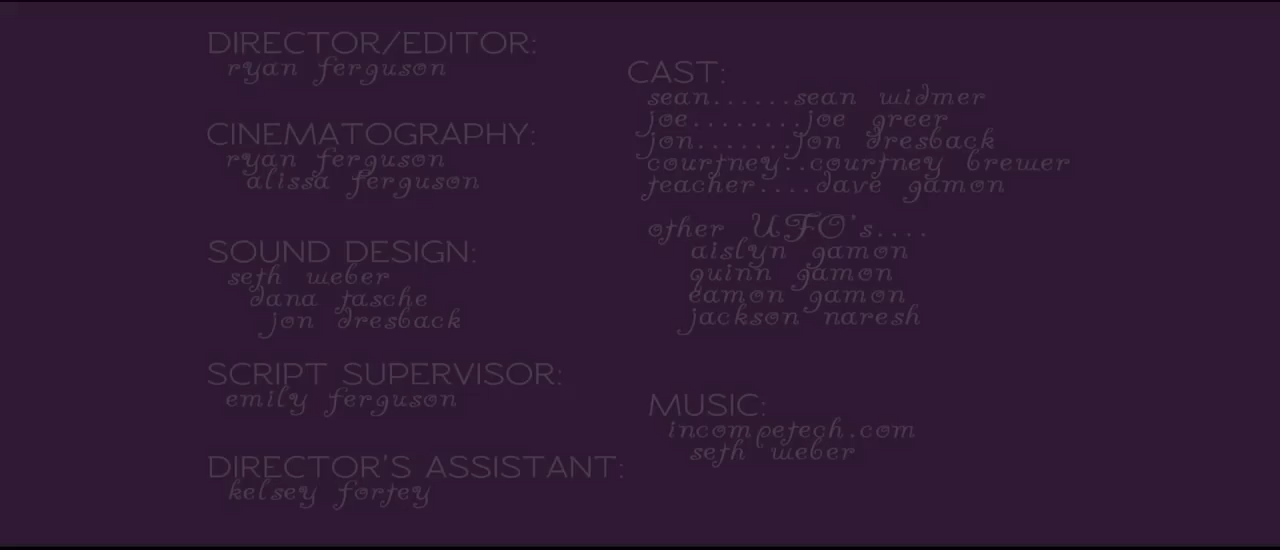 DIRECTOR/EDITOR:
ryan ferguson
CINEMATOGRAPHY:
ryan ferguson
alissa ferguson
SOUND DESIGN:
seth weber
dana tasche
jon dresback
SCRIPT SUPERVISOR:
emily ferguson
DIRECTOR'S ASSISTANT:
kelsey fortey
CAST:
sean......sean widmer
joe........joe greer
jon.......jon dresback
courtney..courtney brewer
teacher....dave gamon
other UFO's....
aislyn gamon
quinn gamon
eamon gamon
jackson naresh
MUSIC:
incompetech.com
seth weber